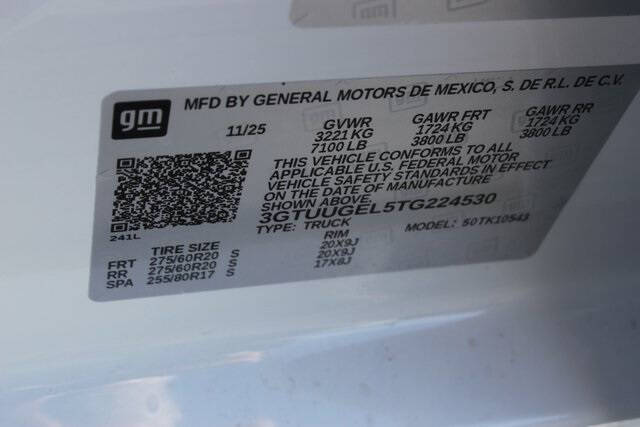 gm
MFD BY GENERAL MOTORS DE MEXICO, S. DE R.L. DE C.V.
11/25 GVWR GAWR FRT GAWR RR
3221 KG 1724 KG 1724 KG
7100 LB 3800 LB 3800 LB
THIS VEHICLE CONFORMS TO ALL
APPLICABLE U.S. FEDERAL MOTOR
VEHICLE SAFETY STANDARDS IN EFFECT
ON THE DATE OF MANUFACTURE
SHOWN ABOVE
3GTUUGEL5TG224530
TYPE: TRUCK MODEL: 50TK10543
241L
TIRE SIZE RIM
FRT 275/60R20 S 20X9J
RR 275/60R20 S 20X9J
SPA 255/80R17 S 17X8J